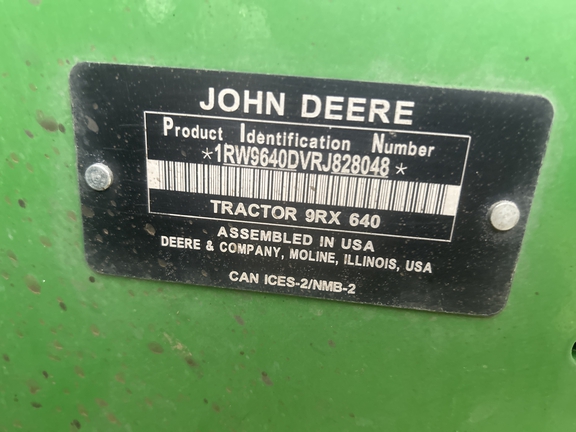 JOHN DEERE
Product Identification Number
*1RW9640DVRJ828048*
TRACTOR 9RX 640
ASSEMBLED IN USA
DEERE & COMPANY, MOLINE, ILLINOIS, USA
CAN ICES-2/NMB-2